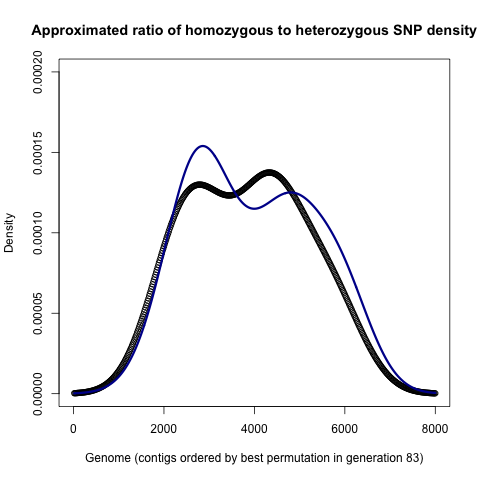 Approximated ratio of homozygous to heterozygous SNP density
0.00020
0.00015
0.00010
0.00005
0.00000
Density
0 2000 4000 6000 8000
Genome (contigs ordered by best permutation in generation 83)